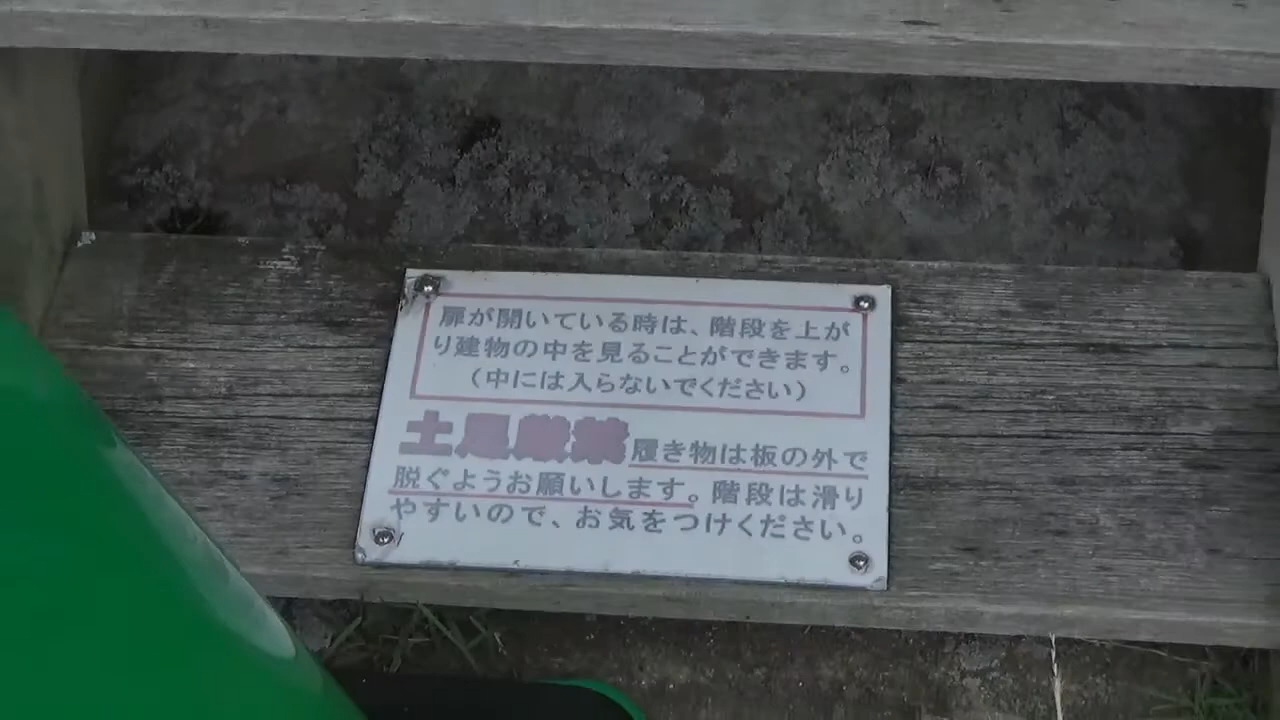 扉が開いている時は、階段を上が
り建物の中を見ることができます。
（中には入らないでください）
土足厳禁履き物は板の外で
脱ぐようお願いします。階段は滑り
やすいので、お気をつけください。